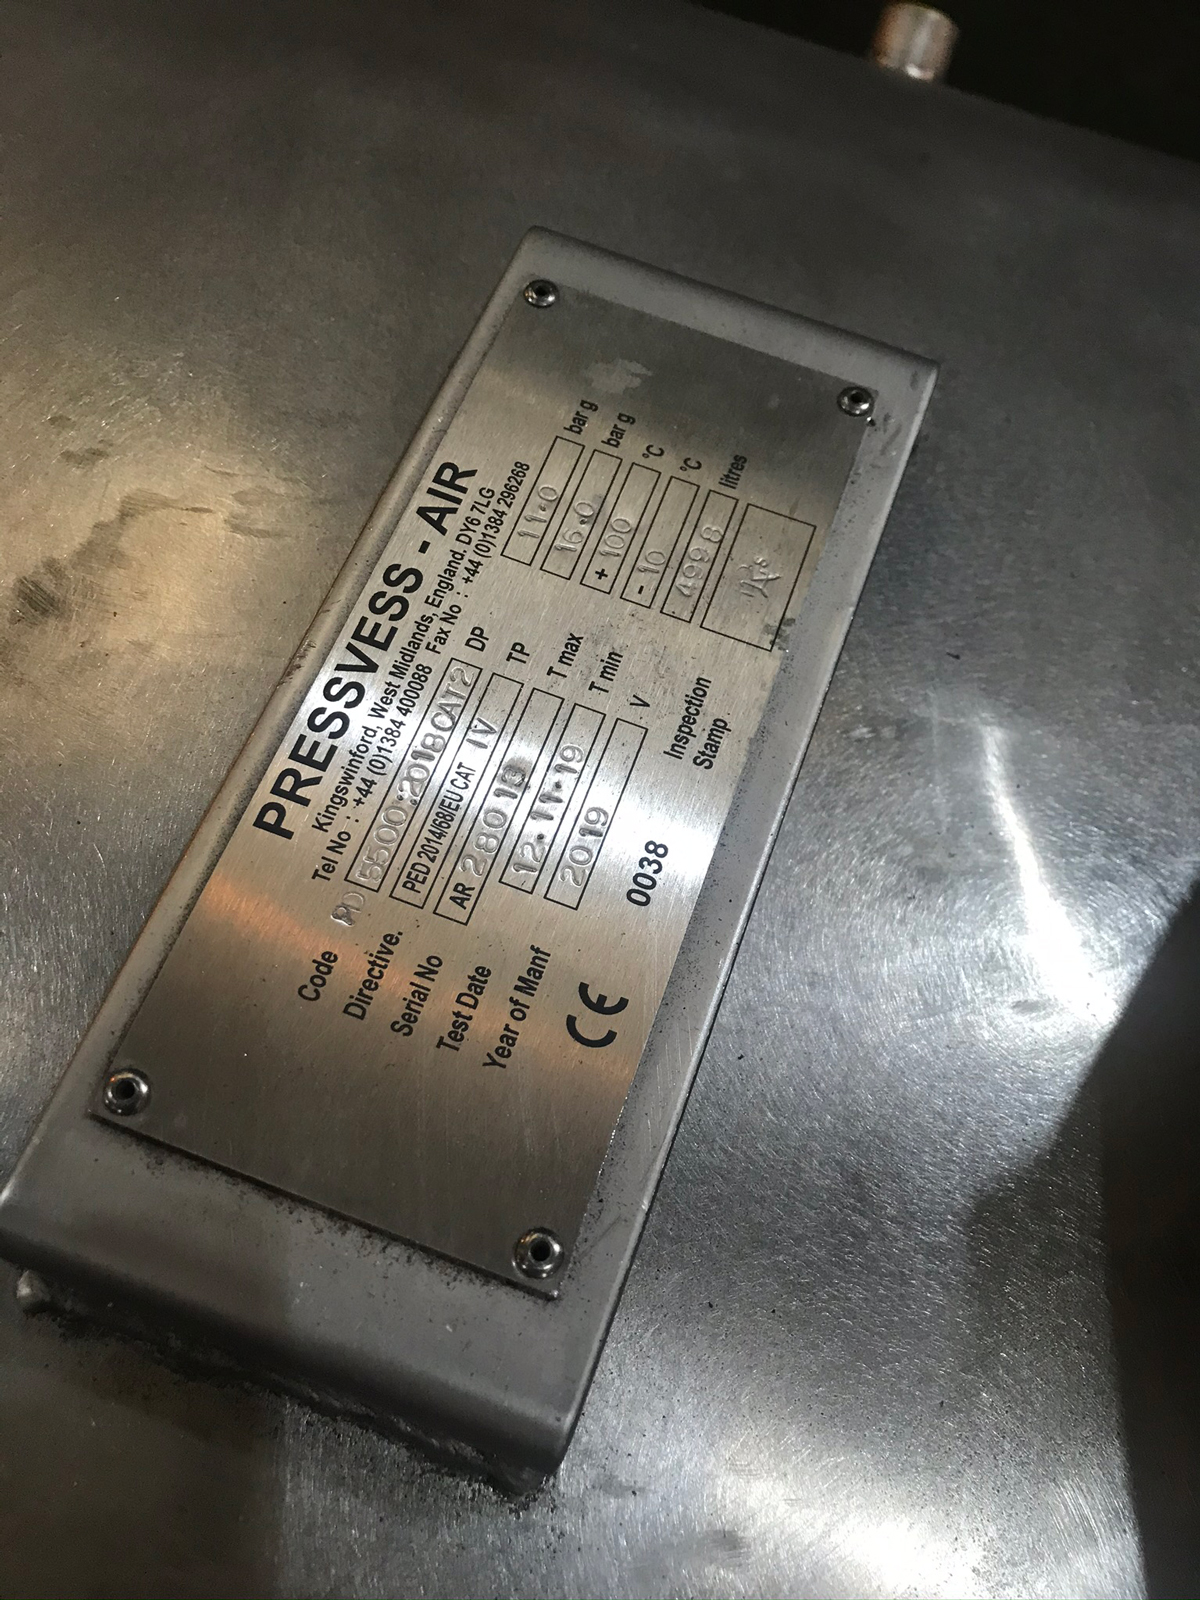 PRESSVESS - AIR
Kingswinford, West Midlands, England. DY6 7LG
Tel No : +44 (0)1384 400088 Fax No : +44 (0)1384 296268
Code PD 5500:2018 CAT2 DP 11.0 bar g
Directive. PED 2014/68/EU CAT IV TP 16.0 bar g
Serial No AR 280 19 T max +100 °C
Test Date 12.11.19 T min -10 °C
Year of Manf 2019 V 4998 litres
CE 0038 Inspection
Stamp